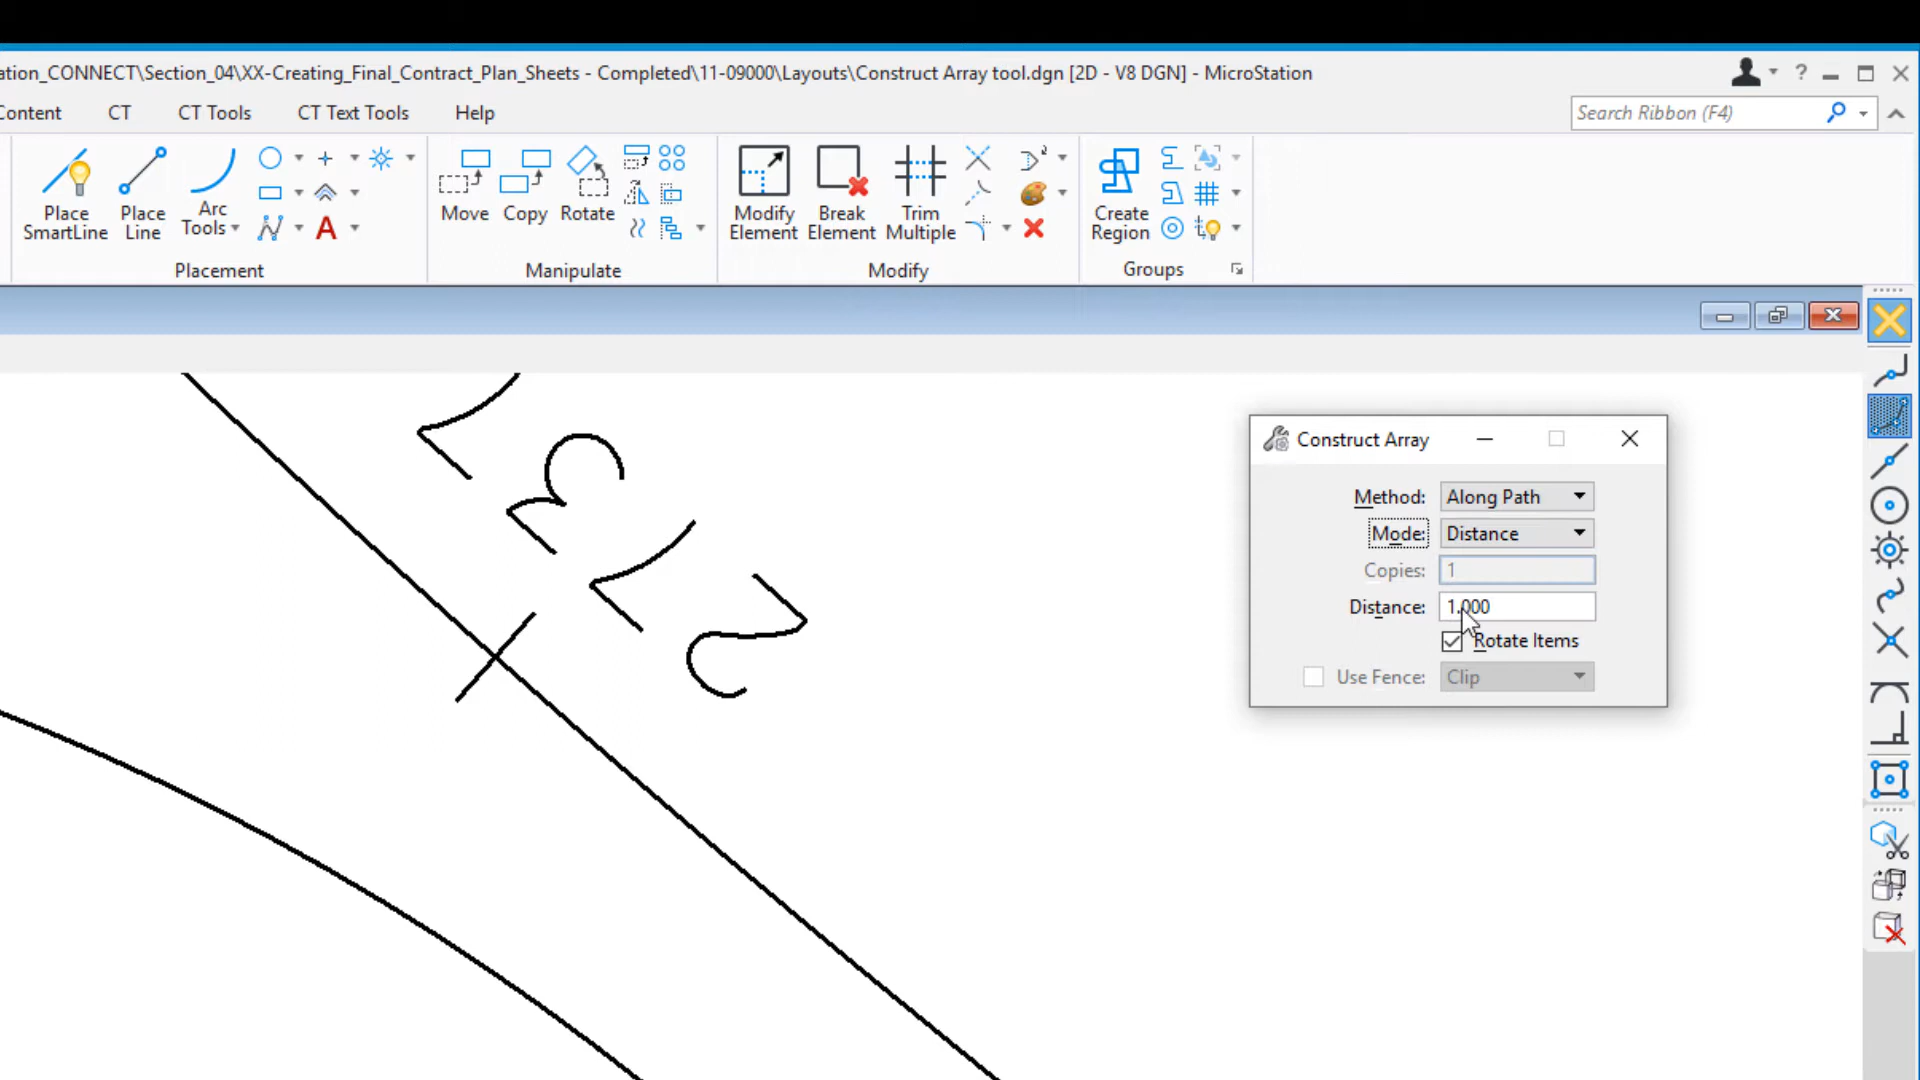 ation_CONNECT\Section_04\XX-Creating_Final_Contract_Plan_Sheets - Completed\11-09000\Layouts\Construct Array tool.dgn [2D - V8 DGN] - MicroStation
Content CT CT Tools CT Text Tools Help
Search Ribbon (F4)
Place SmartLine
Place Line
Arc Tools
Move
Copy
Rotate
Modify Element
Break Element
Trim Multiple
Create Region
Placement
Manipulate
Modify
Groups
Construct Array
Method: Along Path
Mode: Distance
Copies: 1
Distance: 1.000
Rotate Items
Use Fence: Clip